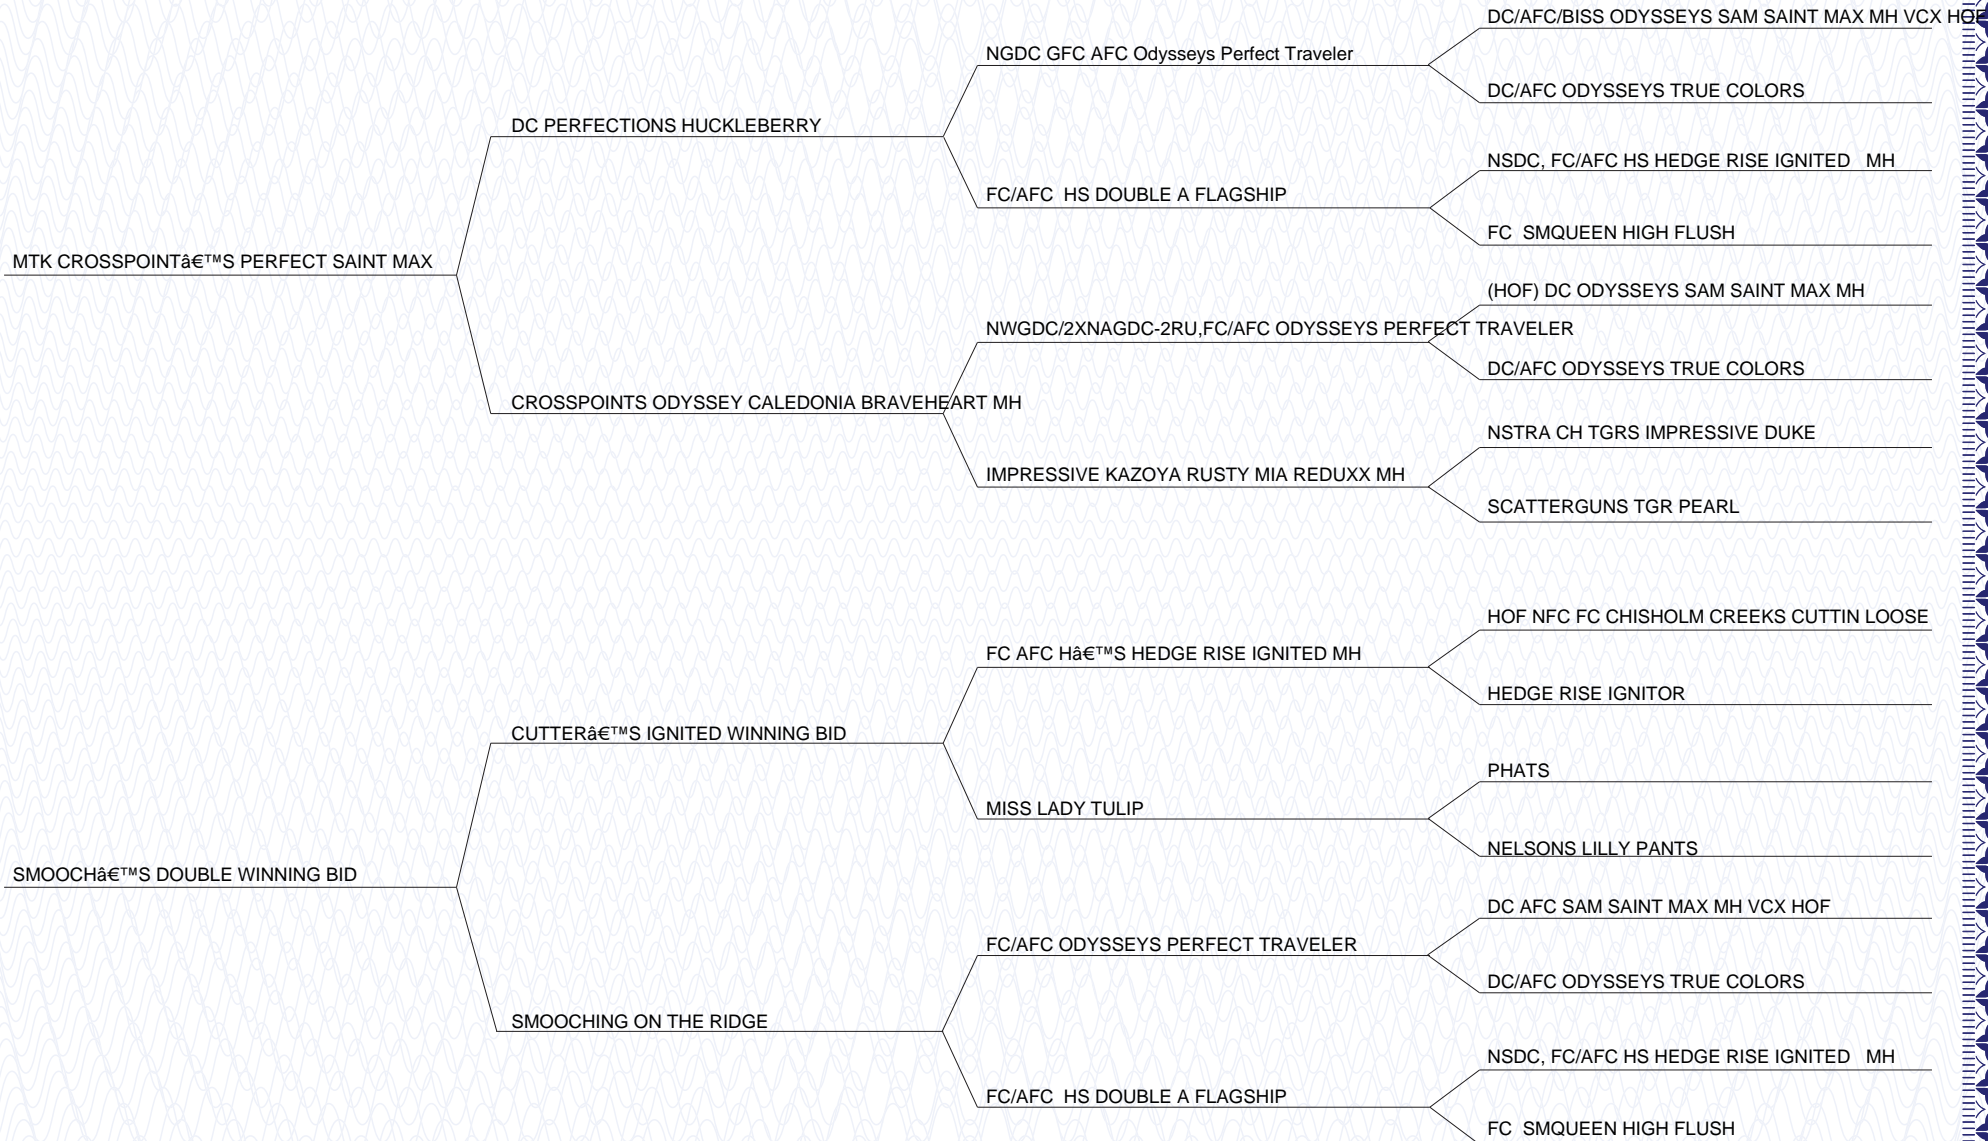 DC/AFC/BISS ODYSSEYS SAM SAINT MAX MH VCX HOF
NGDC GFC AFC Odysseys Perfect Traveler
DC/AFC ODYSSEYS TRUE COLORS
DC PERFECTIONS HUCKLEBERRY
NSDC, FC/AFC HS HEDGE RISE IGNITED   MH
FC/AFC  HS DOUBLE A FLAGSHIP
FC  SMQUEEN HIGH FLUSH
MTK CROSSPOINTâ€™S PERFECT SAINT MAX
(HOF) DC ODYSSEYS SAM SAINT MAX MH
NWGDC/2XNAGDC-2RU,FC/AFC ODYSSEYS PERFECT TRAVELER
DC/AFC ODYSSEYS TRUE COLORS
CROSSPOINTS ODYSSEY CALEDONIA BRAVEHEART MH
NSTRA CH TGRS IMPRESSIVE DUKE
IMPRESSIVE KAZOYA RUSTY MIA REDUXX MH
SCATTERGUNS TGR PEARL
HOF NFC FC CHISHOLM CREEKS CUTTIN LOOSE
FC AFC Hâ€™S HEDGE RISE IGNITED MH
HEDGE RISE IGNITOR
CUTTERâ€™S IGNITED WINNING BID
PHATS
MISS LADY TULIP
NELSONS LILLY PANTS
SMOOCHâ€™S DOUBLE WINNING BID
DC AFC SAM SAINT MAX MH VCX HOF
FC/AFC ODYSSEYS PERFECT TRAVELER
DC/AFC ODYSSEYS TRUE COLORS
SMOOCHING ON THE RIDGE
NSDC, FC/AFC HS HEDGE RISE IGNITED   MH
FC/AFC  HS DOUBLE A FLAGSHIP
FC  SMQUEEN HIGH FLUSH